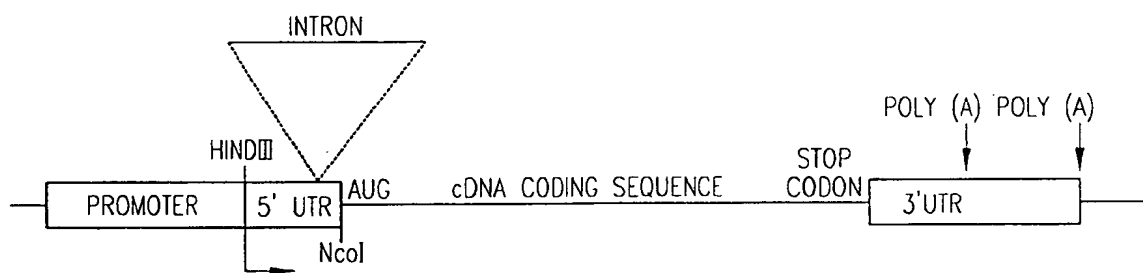 INTRON
POLY (A) POLY (A)
HINDIII
STOP
CODON
AUG
cDNA CODING SEQUENCE
PROMOTER
5' UTR
3'UTR
NcoI